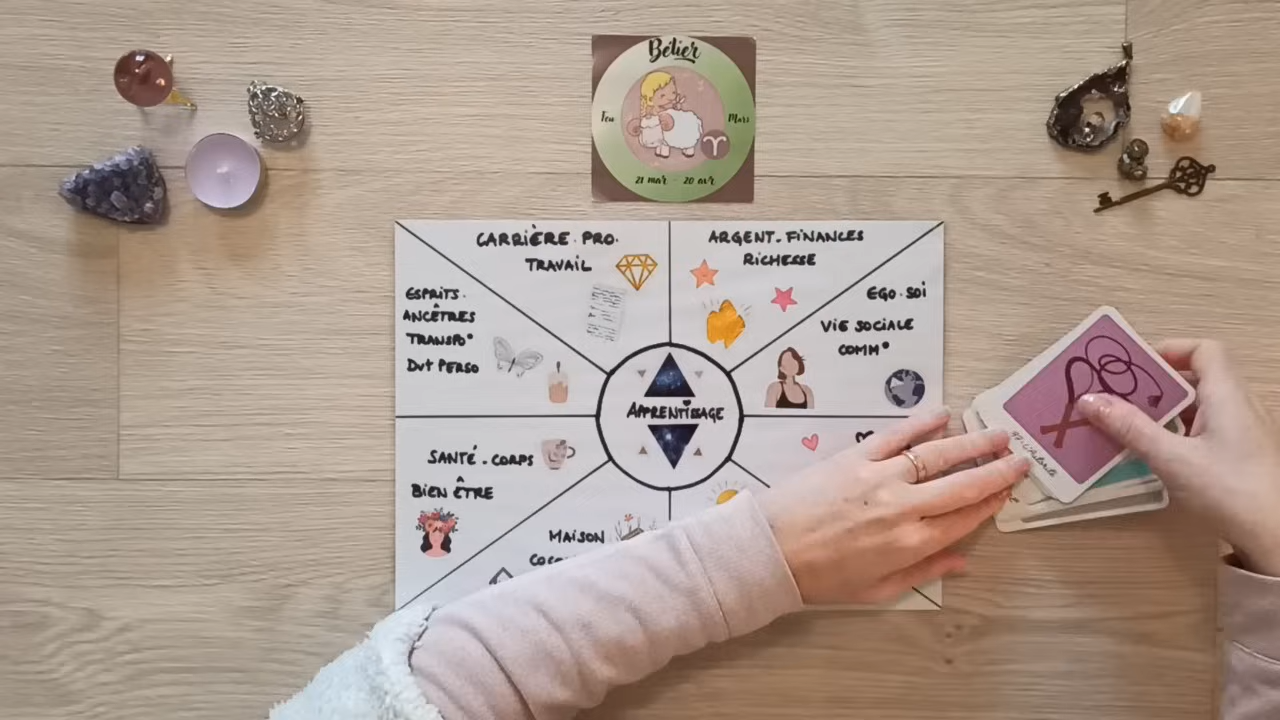 Bélier
Feu
Mars
21 mar - 20 avr
CARRIÈRE. PRO.
TRAVAIL
ARGENT. FINANCES
RICHESSE
ESPRITS.
ANCÊTRES
TRANSPO°
DVT PERSO
EGO. SOI
VIE SOCIALE
COMM°
APPRENTISSAGE
SANTÉ. CORPS
BIEN ÊTRE
MAISON